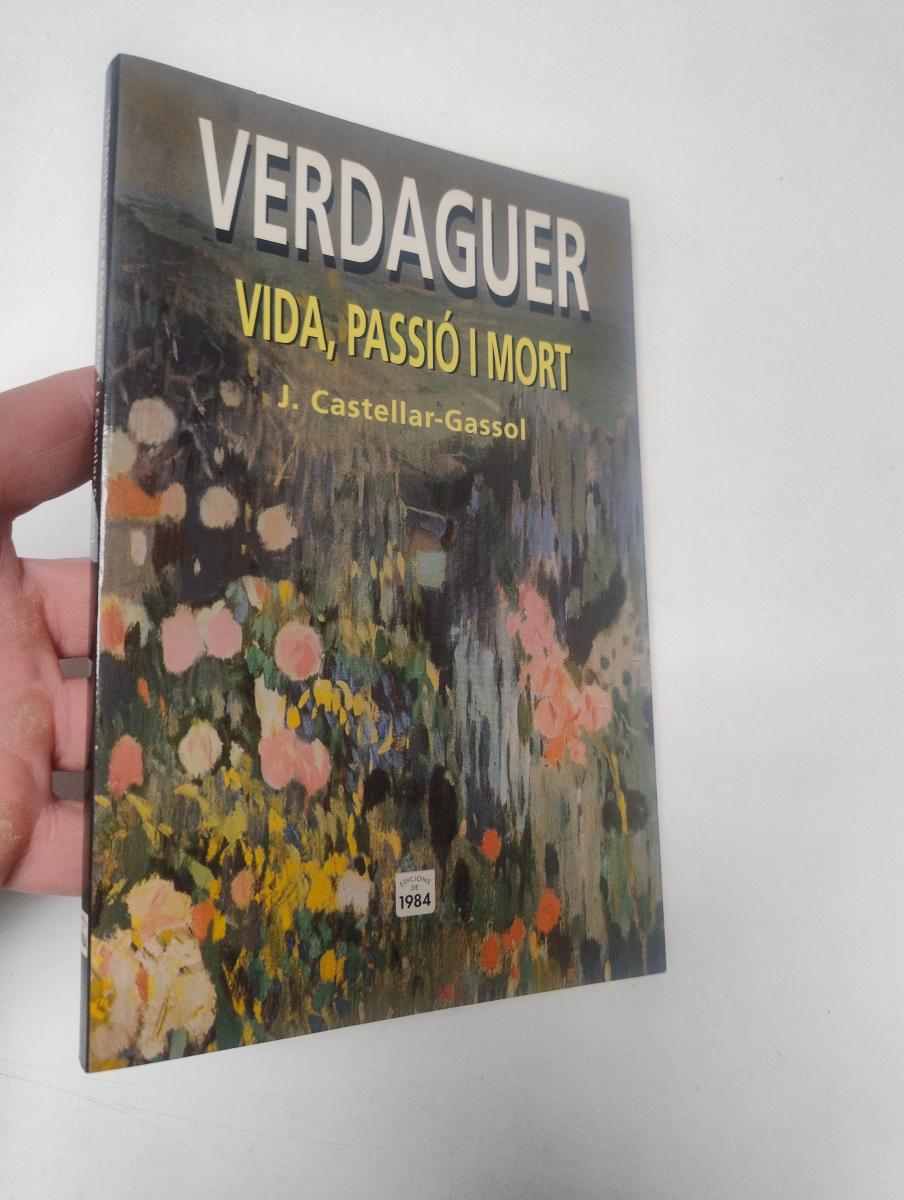 VERDAGUER
VIDA, PASSIÓ I MORT
J. Castellar-Gassol
EDICIONS
DE
1984